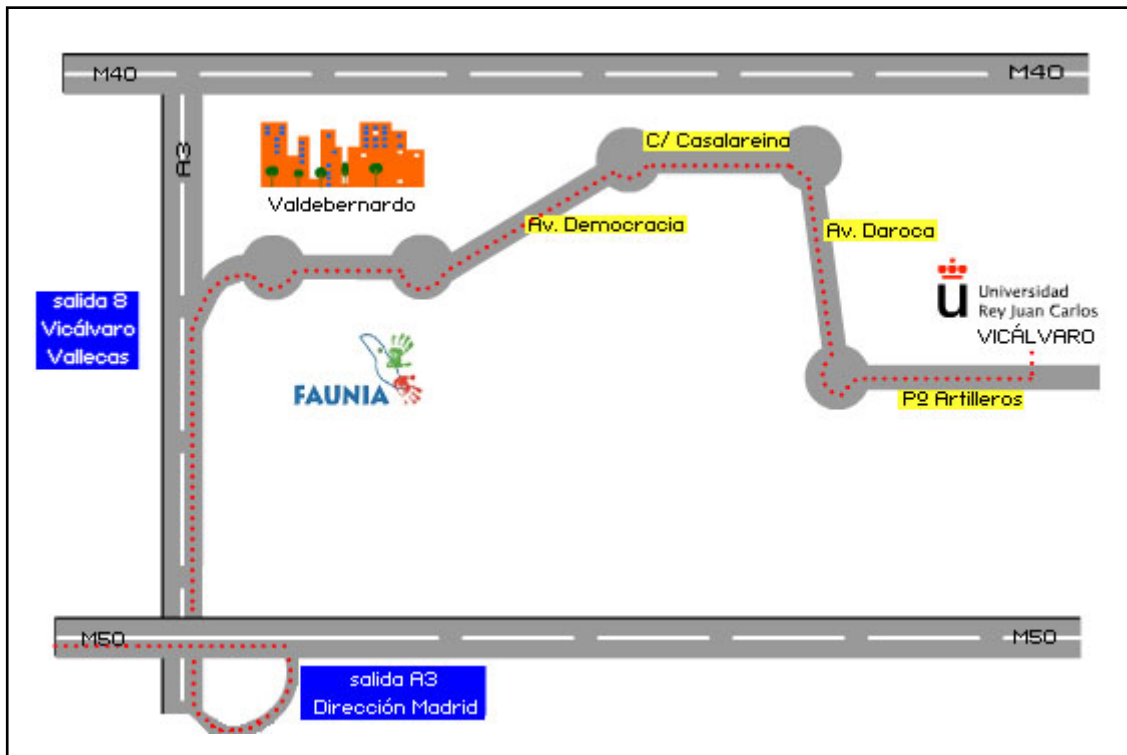 M40
M40
A3
C/ Casalareina
Valdebernardo
Av. Democracia
Av. Daroca
salida 8
Vicálvaro
Vallecas
u
Universidad
Rey Juan Carlos
VICÁLVARO
FAUNIA
Pº Artilleros
M50
M50
salida A3
Dirección Madrid